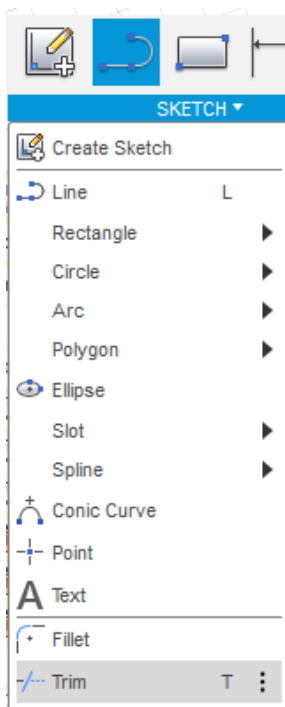 SKETCH
Create Sketch
Line L
Rectangle
Circle
Arc
Polygon
Ellipse
Slot
Spline
Conic Curve
Point
A Text
Fillet
Trim T